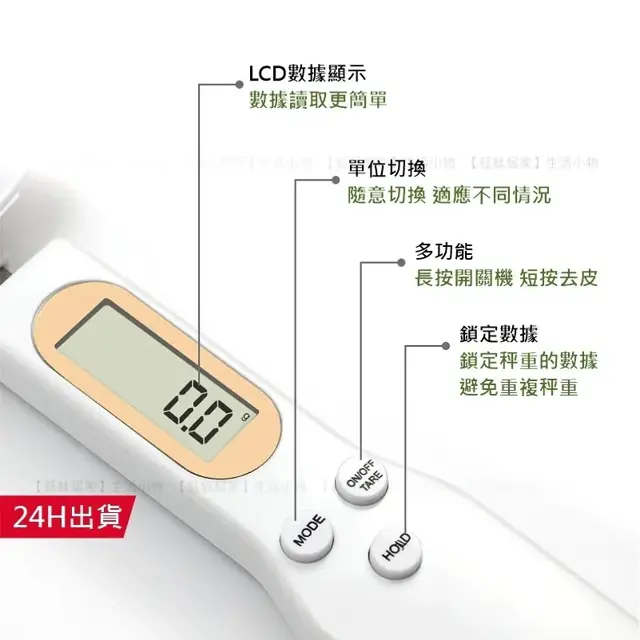 LCD數據顯示
數據讀取更簡單
單位切換
隨意切換 適應不同情況
多功能
長按開關機 短按去皮
鎖定數據
鎖定秤重的數據
避免重複秤重
0.0 g
ON/OFF
TARE
MODE
HOLD
24H出貨